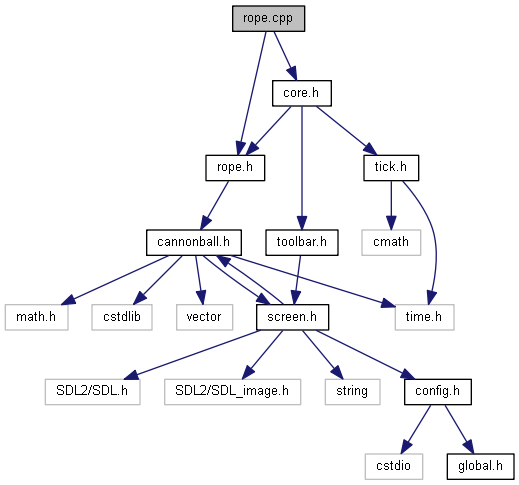 rope.cpp
core.h
rope.h
tick.h
cannonball.h
toolbar.h
cmath
math.h
cstdlib
vector
screen.h
time.h
SDL2/SDL.h
SDL2/SDL_image.h
string
config.h
cstdio
global.h